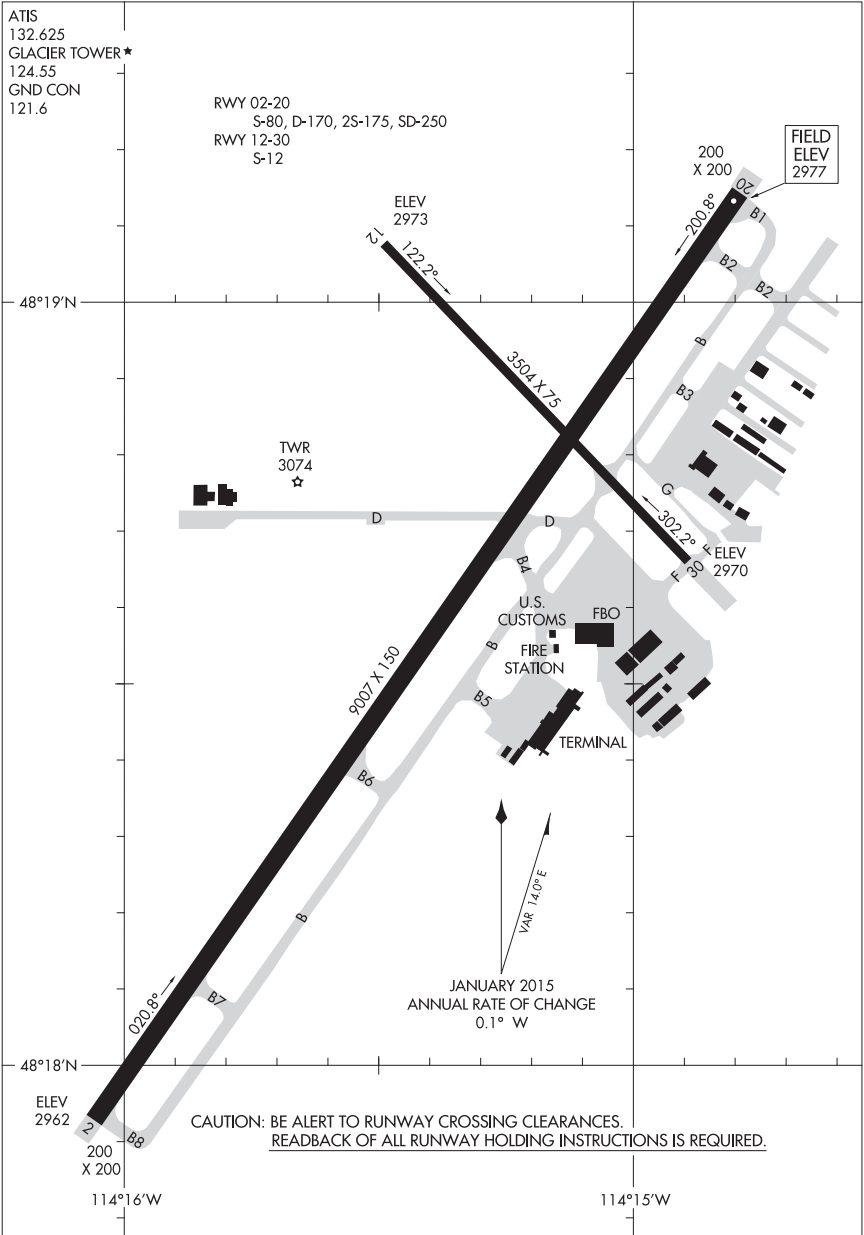 ATIS
132.625
GLACIER TOWER★
124.55
GND CON
121.6
RWY 02-20
S-80, D-170, 2S-175, SD-250
RWY 12-30
S-12
FIELD
ELEV
2977
200
X 200
20
B1
200.8°
ELEV
2973
12
122.2°
B2
B2
48°19'N
B
3504 X 75
B3
TWR
3074
G
D
D
302.2°
F
ELEV
2970
30
F
B4
U.S.
CUSTOMS
FBO
B
FIRE
STATION
B5
9007 X 150
TERMINAL
B6
VAR 14.0° E
B
JANUARY 2015
ANNUAL RATE OF CHANGE
0.1° W
B7
020.8°
48°18'N
ELEV
2962
2
B8
200
X 200
CAUTION: BE ALERT TO RUNWAY CROSSING CLEARANCES.
READBACK OF ALL RUNWAY HOLDING INSTRUCTIONS IS REQUIRED.
114°16'W
114°15'W